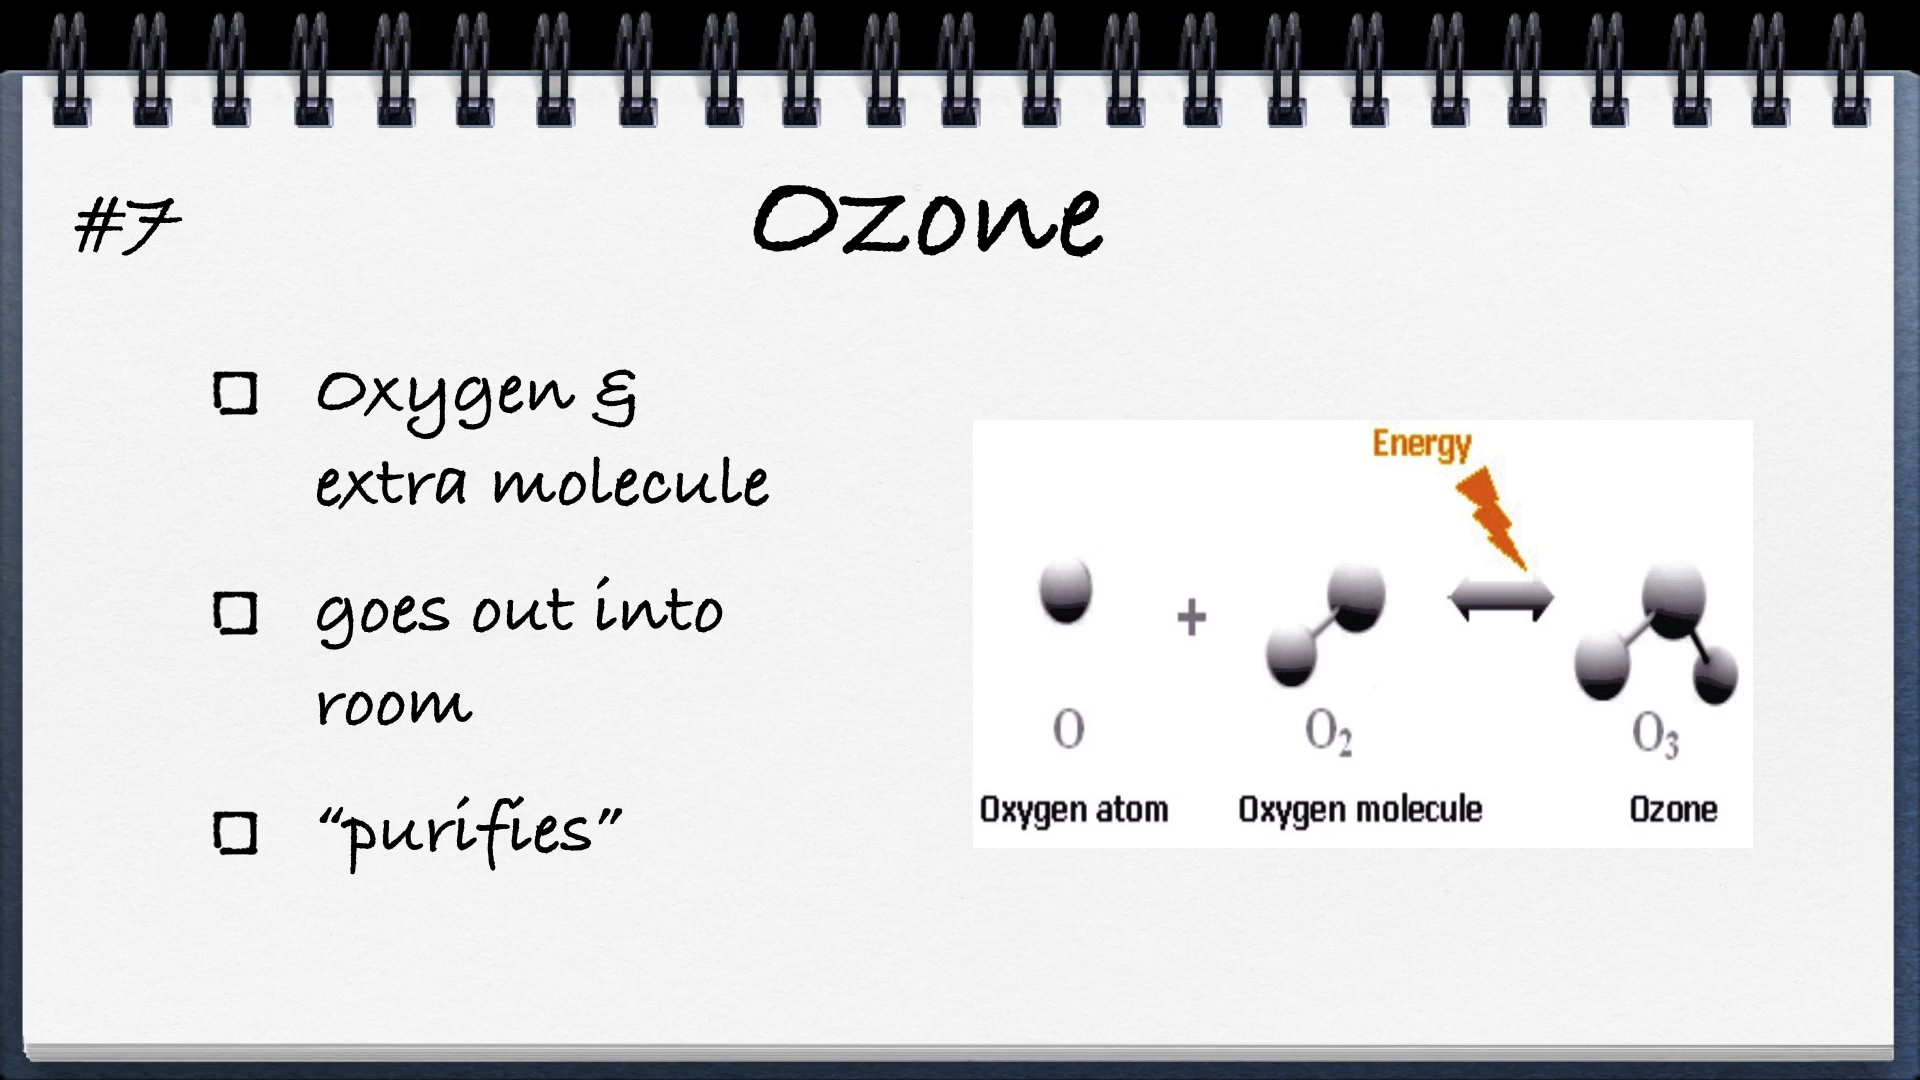 #7
Ozone
Oxygen &
extra molecule
goes out into
room
“purifies”
Energy
+
O
O₂
O₃
Oxygen atom
Oxygen molecule
Ozone